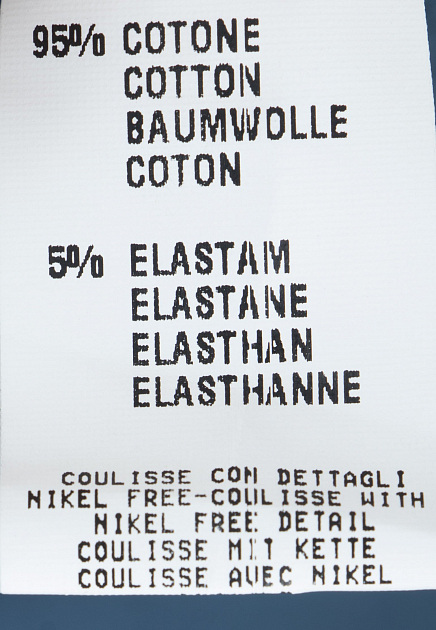 95% COTONE
COTTON
BAUMWOLLE
COTON
5% ELASTAM
ELASTANE
ELASTHAN
ELASTHANNE
COULISSE CON DETTAGLI
NIKEL FREE-COULISSE WITH
NIKEL FREE DETAIL
COULISSE MIT KETTE
COULISSE AVEC NIKEL